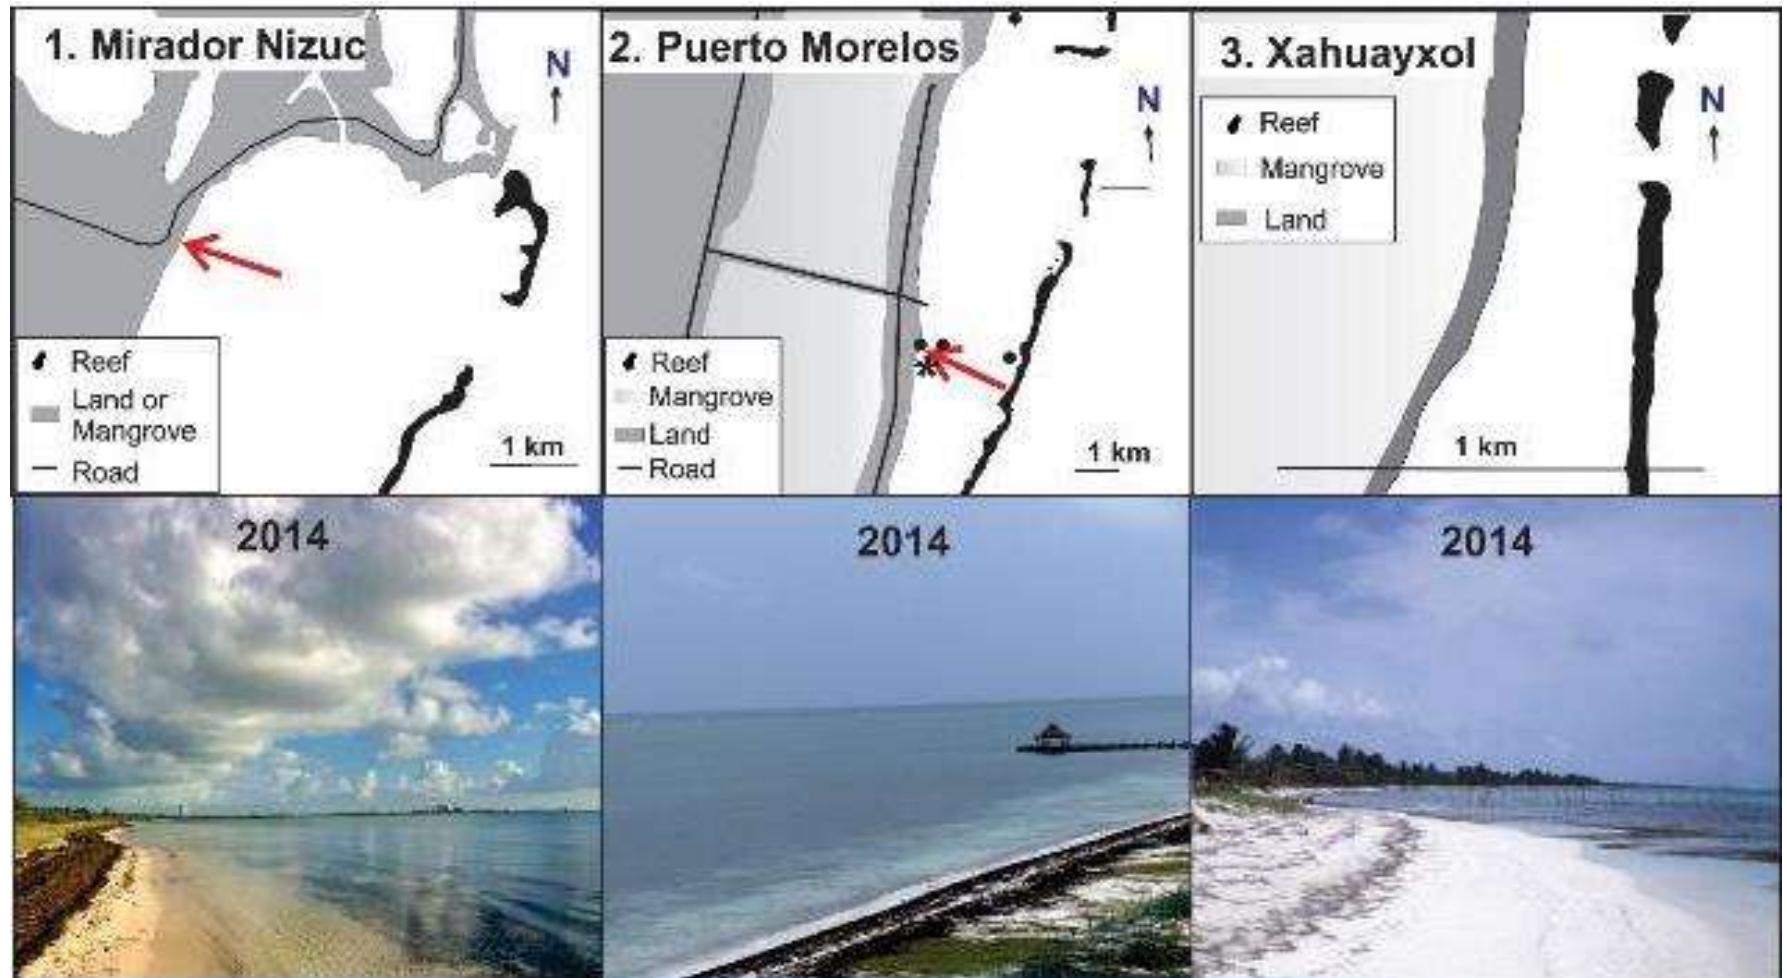 1. Mirador Nizuc
N
Reef
Land or
Mangrove
Road
1 km
2. Puerto Morelos
N
Reef
Mangrove
Land
Road
1 km
3. Xahuayxol
N
Reef
Mangrove
Land
1 km
2014
2014
2014